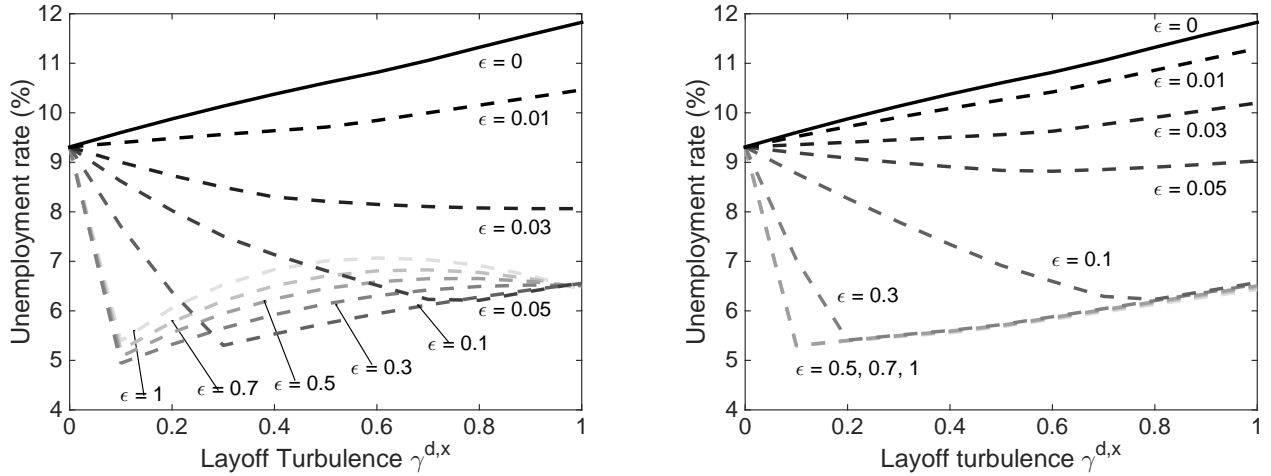 12
11
10
9
8
7
6
5
4
Unemployment rate (%)
ϵ = 0
ϵ = 0.01
ϵ = 0.03
ϵ = 0.05
ϵ = 0.1
ϵ = 0.3
ϵ = 0.5
ϵ = 0.7
ϵ = 1
0 0.2 0.4 0.6 0.8 1
Layoff Turbulence γ^{d,x}
12
11
10
9
8
7
6
5
4
Unemployment rate (%)
ϵ = 0
ϵ = 0.01
ϵ = 0.03
ϵ = 0.05
ϵ = 0.1
ϵ = 0.3
ϵ = 0.5, 0.7, 1
0 0.2 0.4 0.6 0.8 1
Layoff turbulence γ^{d,x}